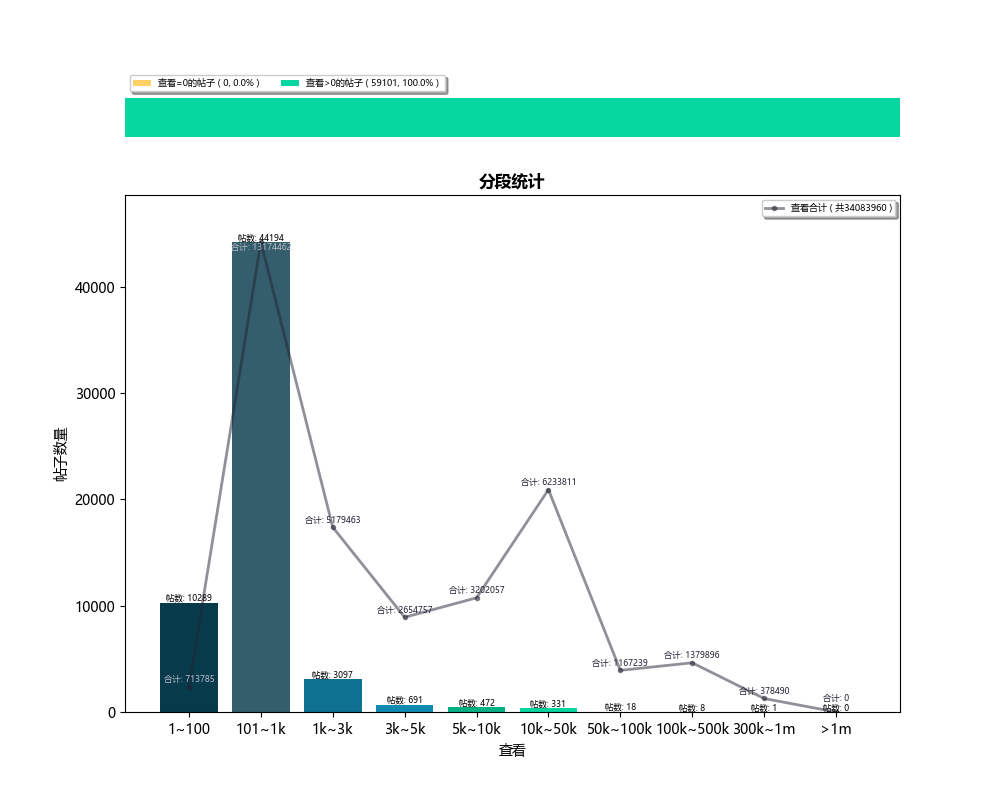 查看=0的帖子 ( 0, 0.0% )
查看>0的帖子 ( 59101, 100.0% )
分段统计
查看合计 ( 共34083960 )
帖子数量
40000
30000
20000
10000
0
帖数: 10289
帖数: 44194
帖数: 3097
帖数: 691
帖数: 472
帖数: 331
帖数: 18
帖数: 8
帖数: 1
帖数: 0
合计: 713785
合计: 13174462
合计: 5179463
合计: 2654757
合计: 3202057
合计: 6233811
合计: 1167239
合计: 1379896
合计: 378490
合计: 0
1~100
101~1k
1k~3k
3k~5k
5k~10k
10k~50k
50k~100k
100k~500k
300k~1m
>1m
查看